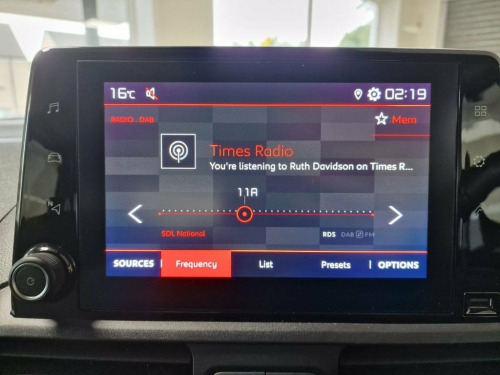 16°C 02:19
RADIO . DAB Mem
Times Radio
You're listening to Ruth Davidson on Times R...
11A
SDL National RDS DAB FM
SOURCES Frequency List Presets OPTIONS
N